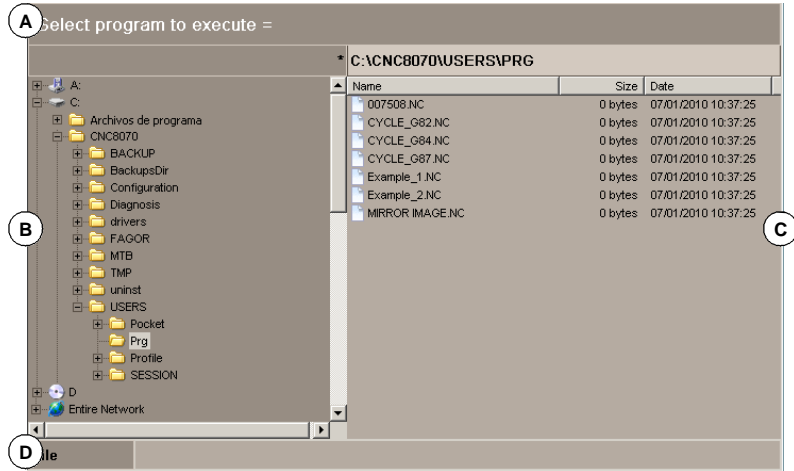 A
Select program to execute =
* C:\CNC8070\USERS\PRG
A:
C:
Archivos de programa
CNC8070
BACKUP
BackupsDir
Configuration
Diagnosis
drivers
FAGOR
MTB
TMP
uninst
USERS
Pocket
Prg
Profile
SESSION
D
Entire Network
B
Name Size Date
007508.NC 0 bytes 07/01/2010 10:37:25
CYCLE_G82.NC 0 bytes 07/01/2010 10:37:25
CYCLE_G84.NC 0 bytes 07/01/2010 10:37:25
CYCLE_G87.NC 0 bytes 07/01/2010 10:37:25
Example_1.NC 0 bytes 07/01/2010 10:37:25
Example_2.NC 0 bytes 07/01/2010 10:37:25
MIRROR IMAGE.NC 0 bytes 07/01/2010 10:37:25
C
D
ile